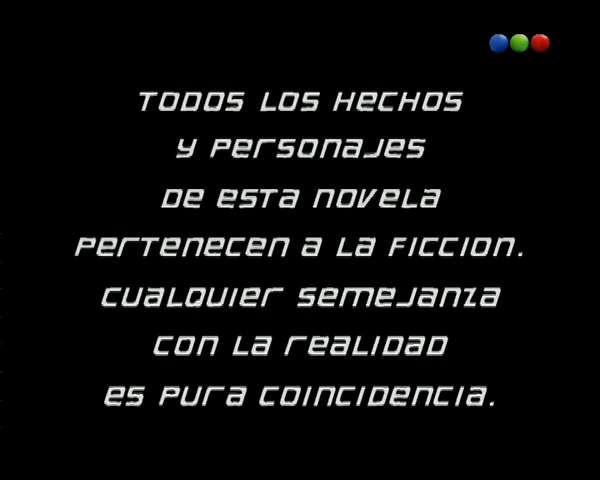 TODOS LOS HECHOS
Y PERSONAJES
DE ESTA NOVELA
PERTENECEN A LA FICCION.
CUALQUIER SEMEJANZA
CON LA REALIDAD
ES PURA COINCIDENCIA.